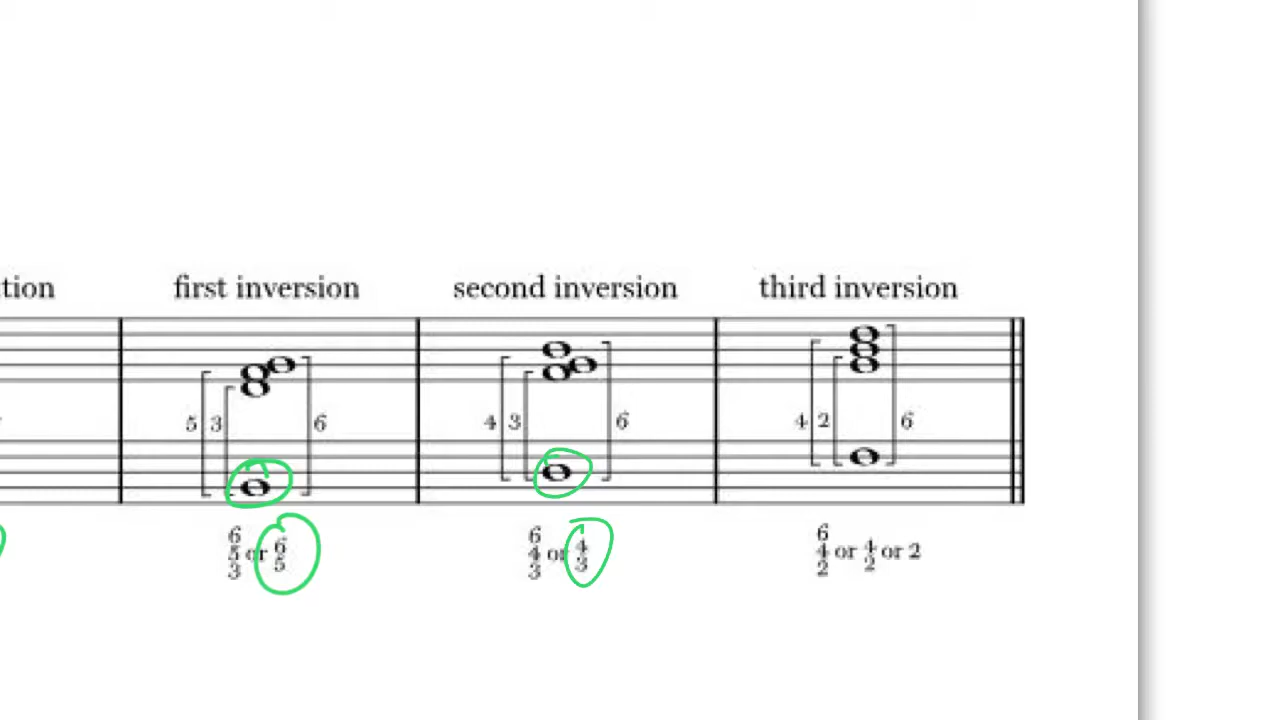 tion first inversion second inversion third inversion
5 3 6 4 3 6 4 2 6
6 6 6
5 or 6 4 or 4 4 or 4 or 2
3 5 3 3 2 2